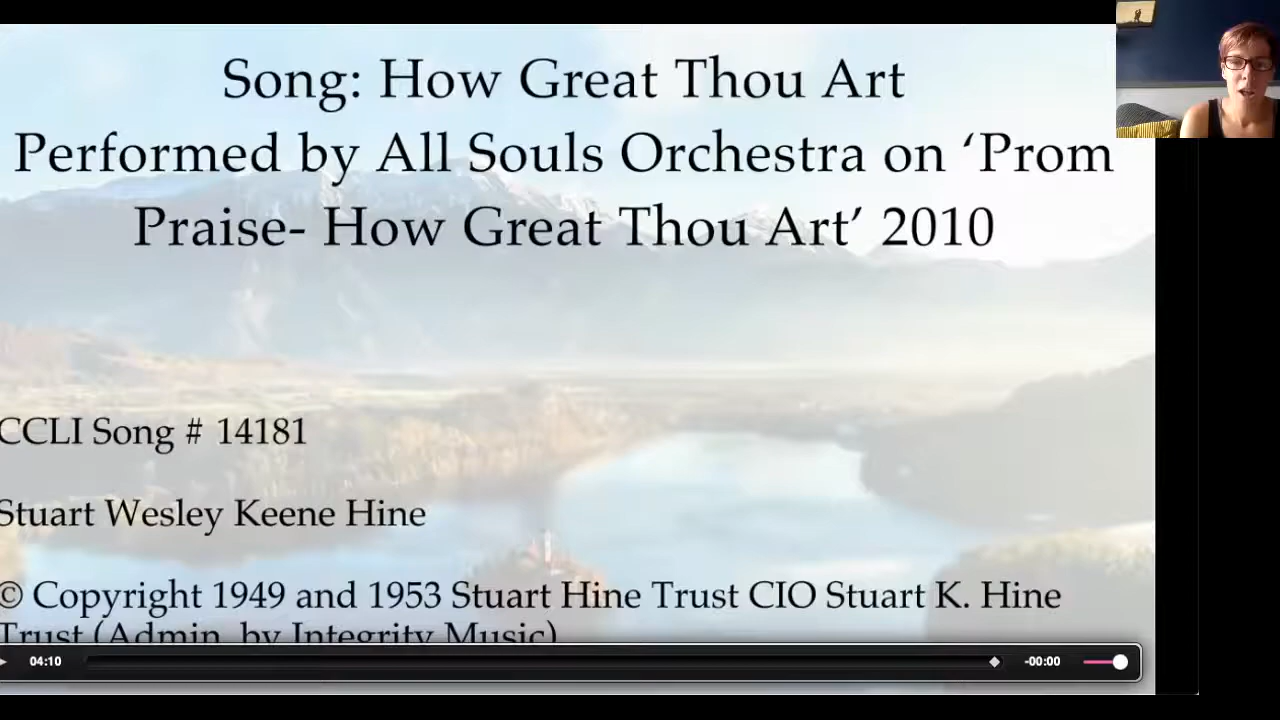 Song: How Great Thou Art
Performed by All Souls Orchestra on ‘Prom
Praise- How Great Thou Art’ 2010
CCLI Song # 14181
Stuart Wesley Keene Hine
© Copyright 1949 and 1953 Stuart Hine Trust CIO Stuart K. Hine
Trust (Admin. by Integrity Music)
04:10
-00:00